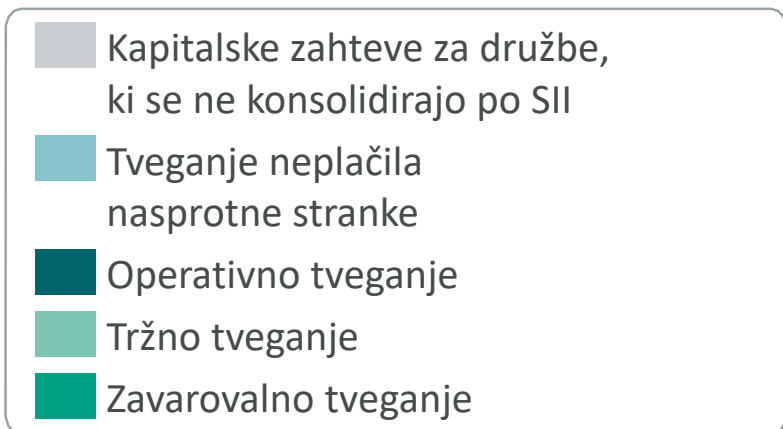 Kapitalske zahteve za družbe,
ki se ne konsolidirajo po SII
Tveganje neplačila
nasprotne stranke
Operativno tveganje
Tržno tveganje
Zavarovalno tveganje